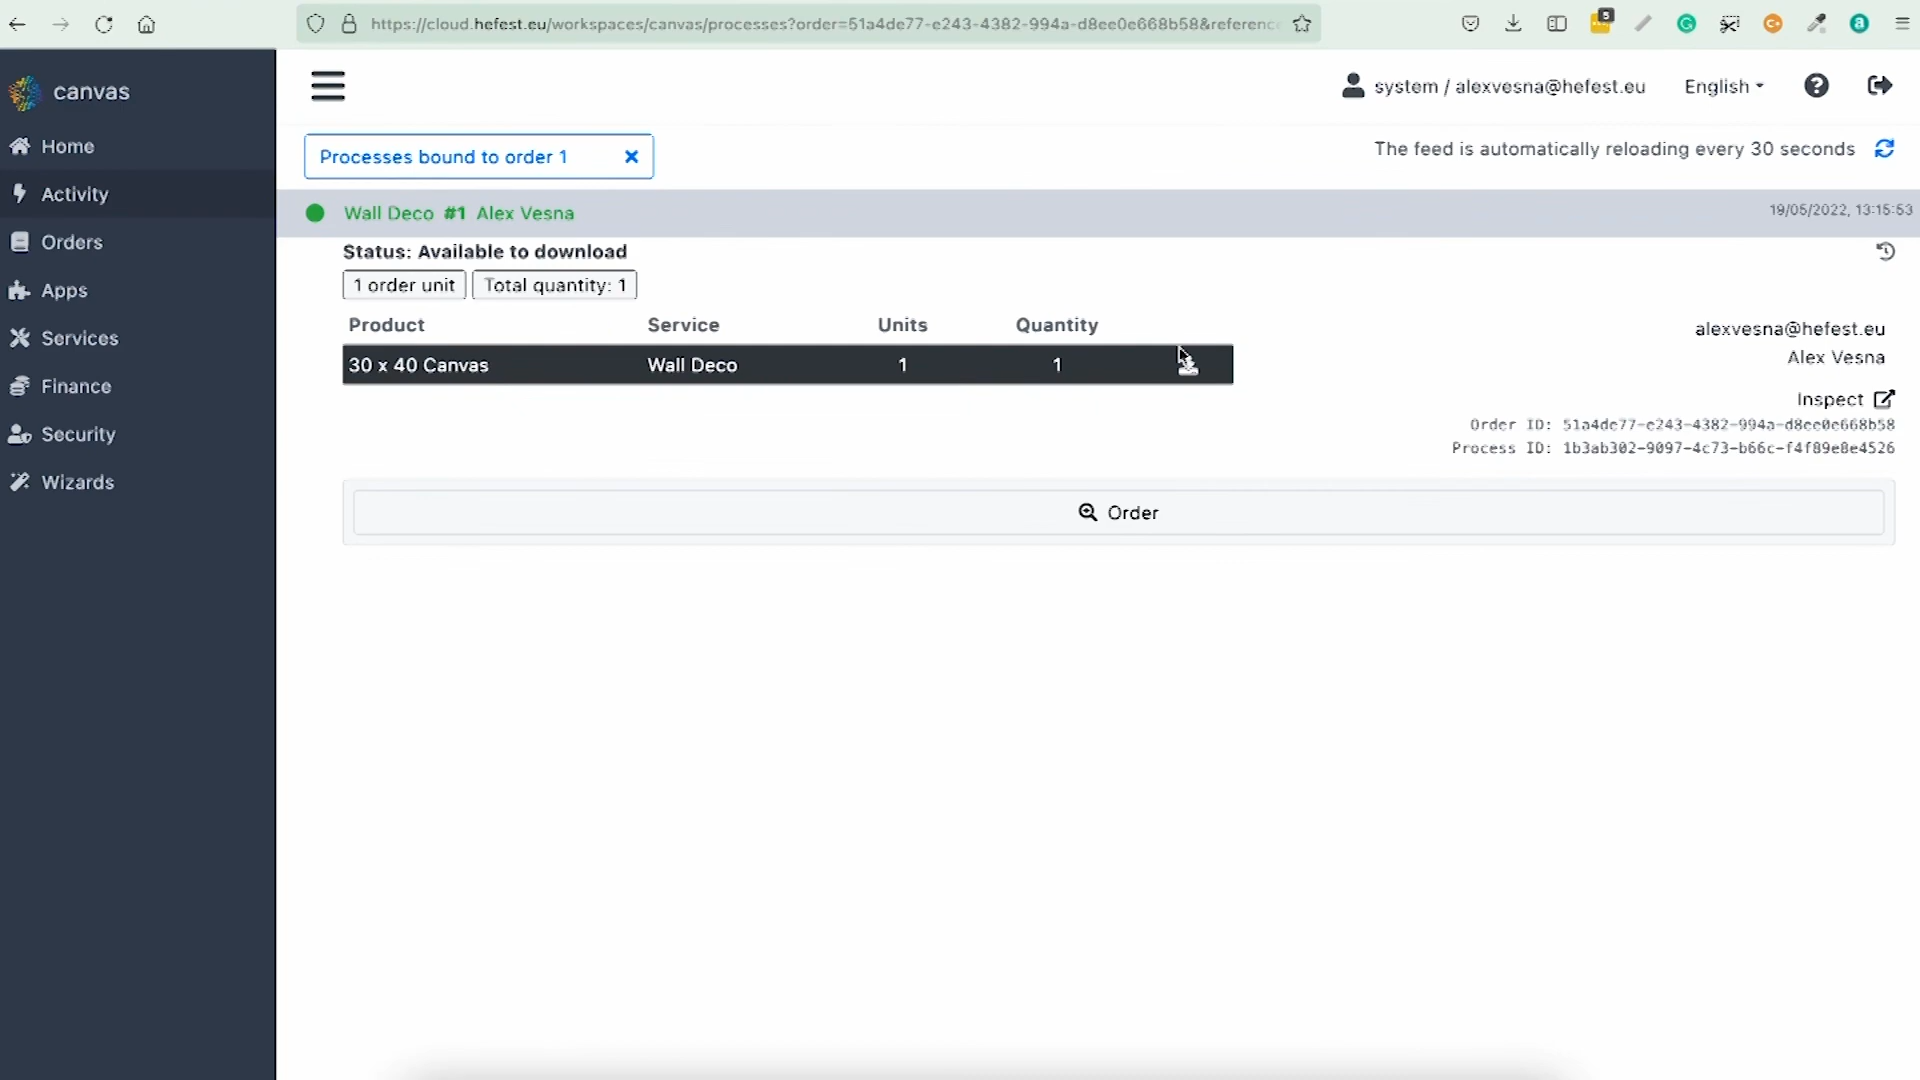 https://cloud.hefest.eu/workspaces/canvas/processes?order=51a4de77-e243-4382-994a-d8ee0e668b58&referenc
5
canvas
system / alexvesna@hefest.eu
English
Home
Processes bound to order 1
The feed is automatically reloading every 30 seconds
Activity
Wall Deco #1 Alex Vesna
19/05/2022, 13:15:53
Orders
Status: Available to download
1 order unit
Total quantity: 1
Apps
Product Service Units Quantity
alexvesna@hefest.eu
Services
30 x 40 Canvas Wall Deco 1 1
Alex Vesna
Finance
Inspect
Order ID: 51a4de77-e243-4382-994a-d8ee0e668b58
Security
Process ID: 1b3ab302-9097-4c73-b66c-f4f89e8e4526
Wizards
Order